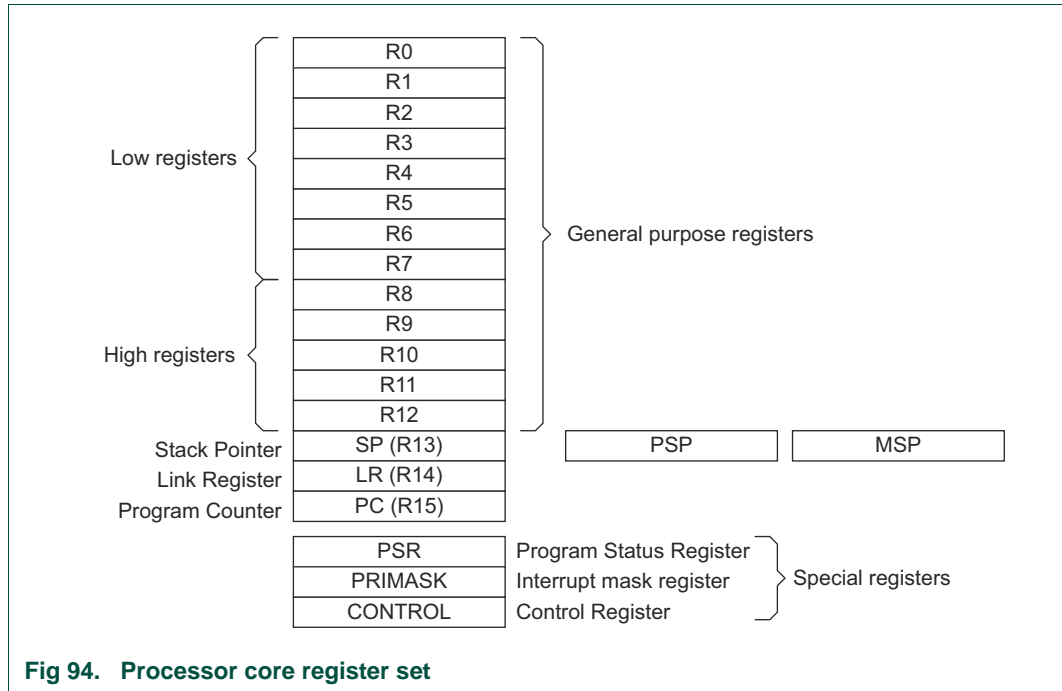 R0
R1
R2
R3
Low registers
R4
R5
R6
General purpose registers
R7
R8
R9
High registers
R10
R11
R12
Stack Pointer SP (R13) PSP MSP
Link Register LR (R14)
Program Counter PC (R15)
PSR Program Status Register
PRIMASK Interrupt mask register Special registers
CONTROL Control Register
Fig 94. Processor core register set